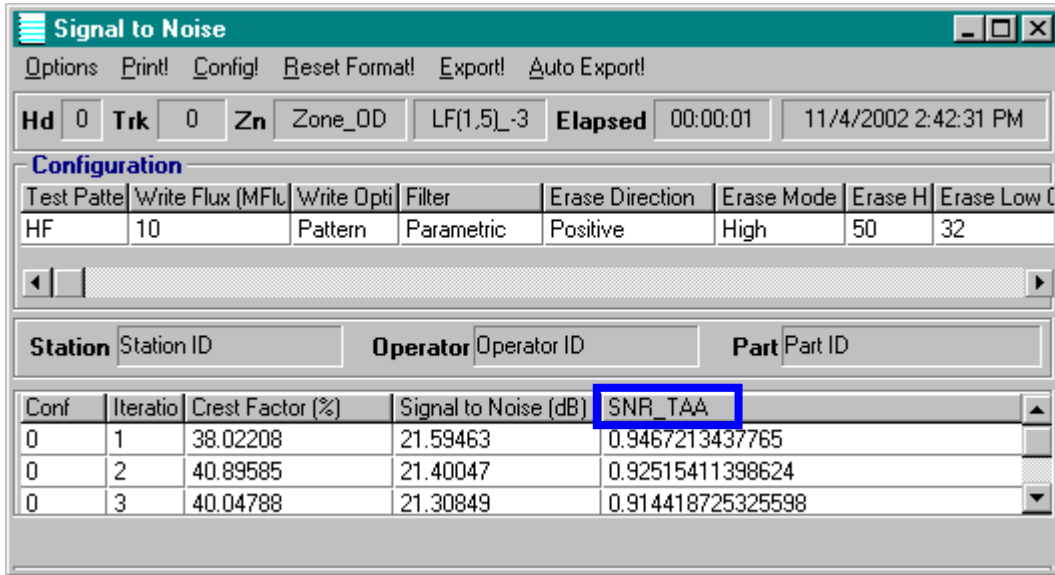 Signal to Noise
Options Print! Config! Reset Format! Export! Auto Export!
Hd 0 Trk 0 Zn Zone_OD LF(1,5)_-3 Elapsed 00:00:01 11/4/2002 2:42:31 PM
Configuration
Test Patte Write Flux (MFlu Write Opti Filter Erase Direction Erase Mode Erase H Erase Low
HF 10 Pattern Parametric Positive High 50 32
Station Station ID Operator Operator ID Part Part ID
Conf Iteratio Crest Factor (%) Signal to Noise (dB) SNR_TAA
0 1 38.02208 21.59463 0.9467213437765
0 2 40.89585 21.40047 0.92515411398624
0 3 40.04788 21.30849 0.914418725325598